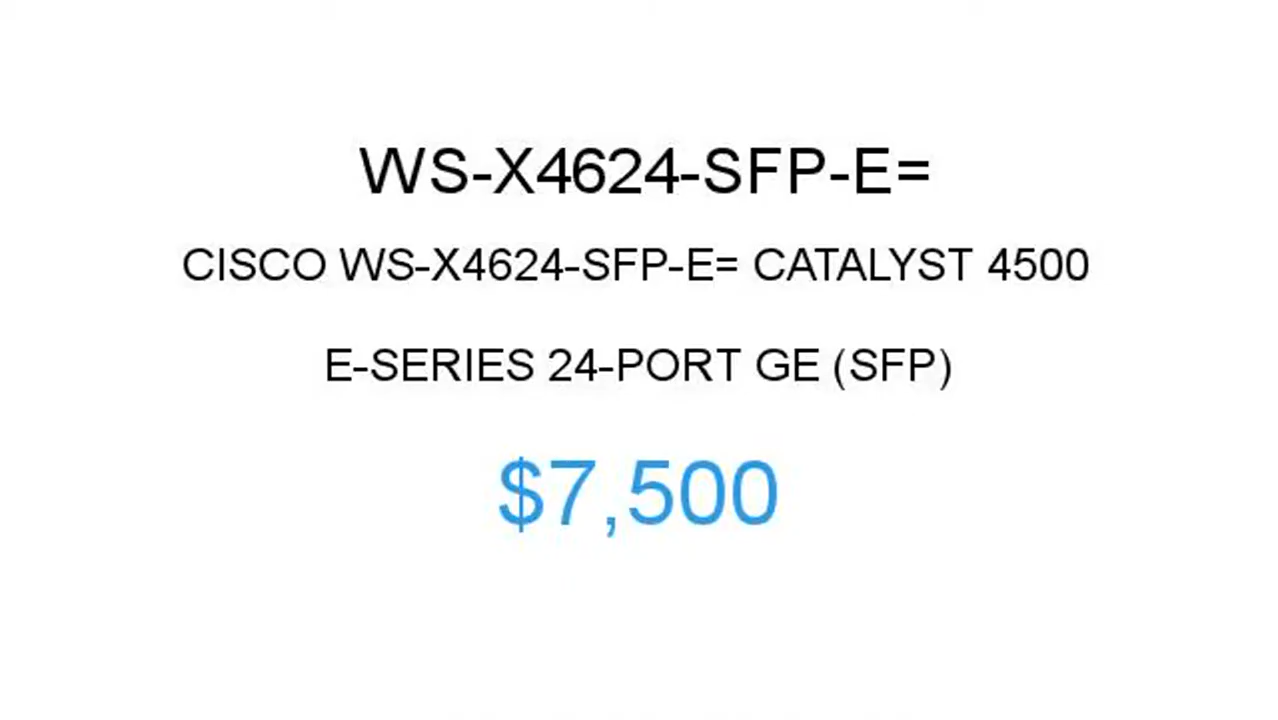 WS-X4624-SFP-E=
CISCO WS-X4624-SFP-E= CATALYST 4500
E-SERIES 24-PORT GE (SFP)
$7,500